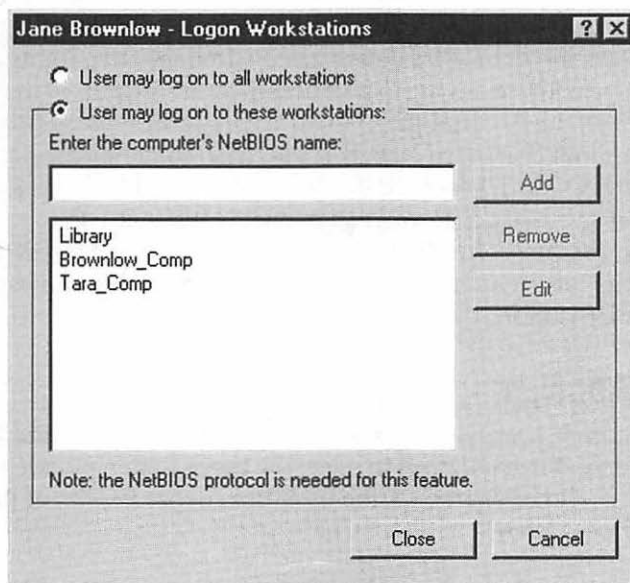 Jane Brownlow - Logon Workstations
User may log on to all workstations
User may log on to these workstations:
Enter the computer's NetBIOS name:
Add
Library
Brownlow_Comp
Tara_Comp
Remove
Edit
Note: the NetBIOS protocol is needed for this feature.
Close
Cancel